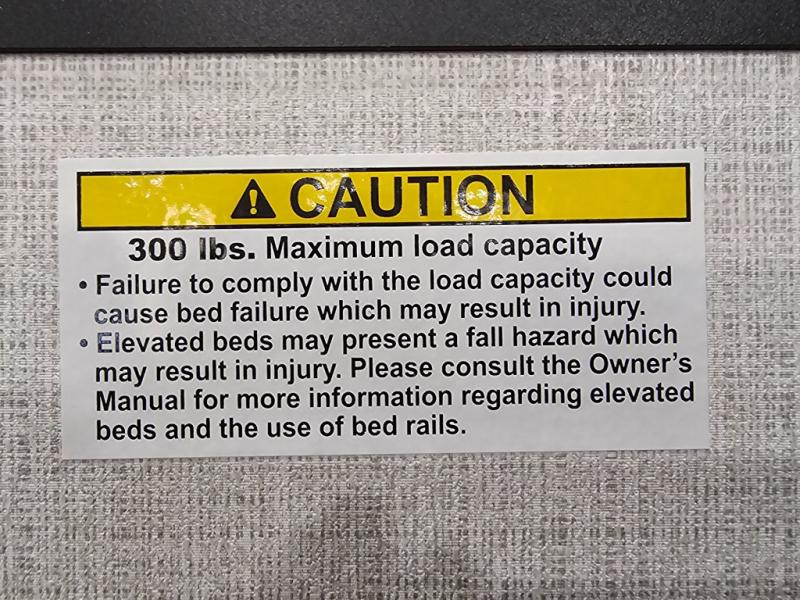 CAUTION
300 lbs. Maximum load capacity
• Failure to comply with the load capacity could
cause bed failure which may result in injury.
• Elevated beds may present a fall hazard which
may result in injury. Please consult the Owner's
Manual for more information regarding elevated
beds and the use of bed rails.